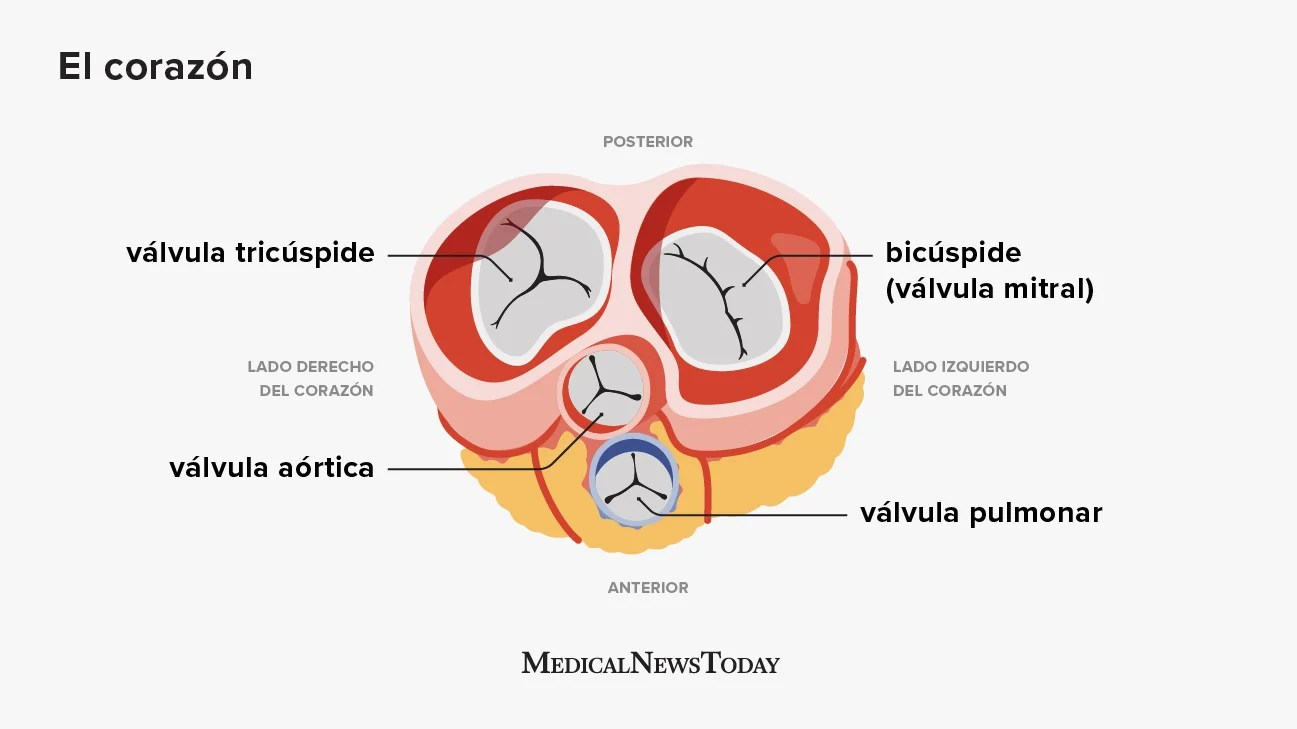 El corazón
POSTERIOR
válvula tricúspide
bicúspide
(válvula mitral)
LADO DERECHO
DEL CORAZÓN
LADO IZQUIERDO
DEL CORAZÓN
válvula aórtica
válvula pulmonar
ANTERIOR
MEDICALNEWSTODAY